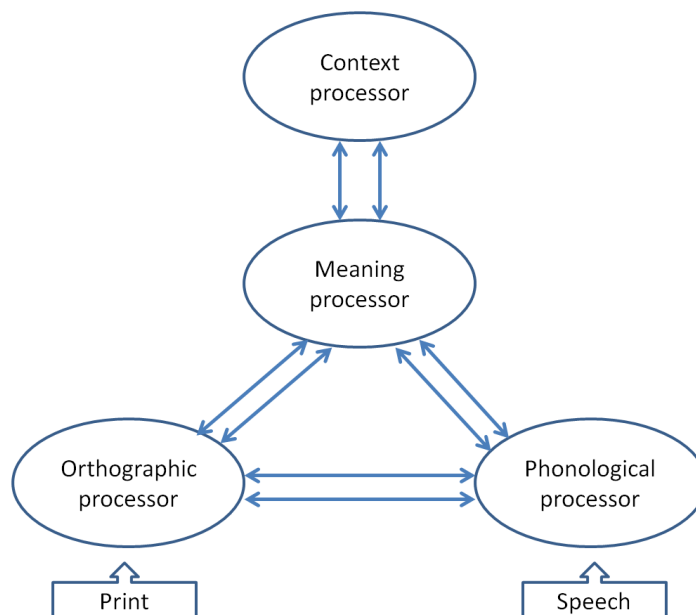 Context
processor
Meaning
processor
Orthographic
processor
Phonological
processor
Print
Speech